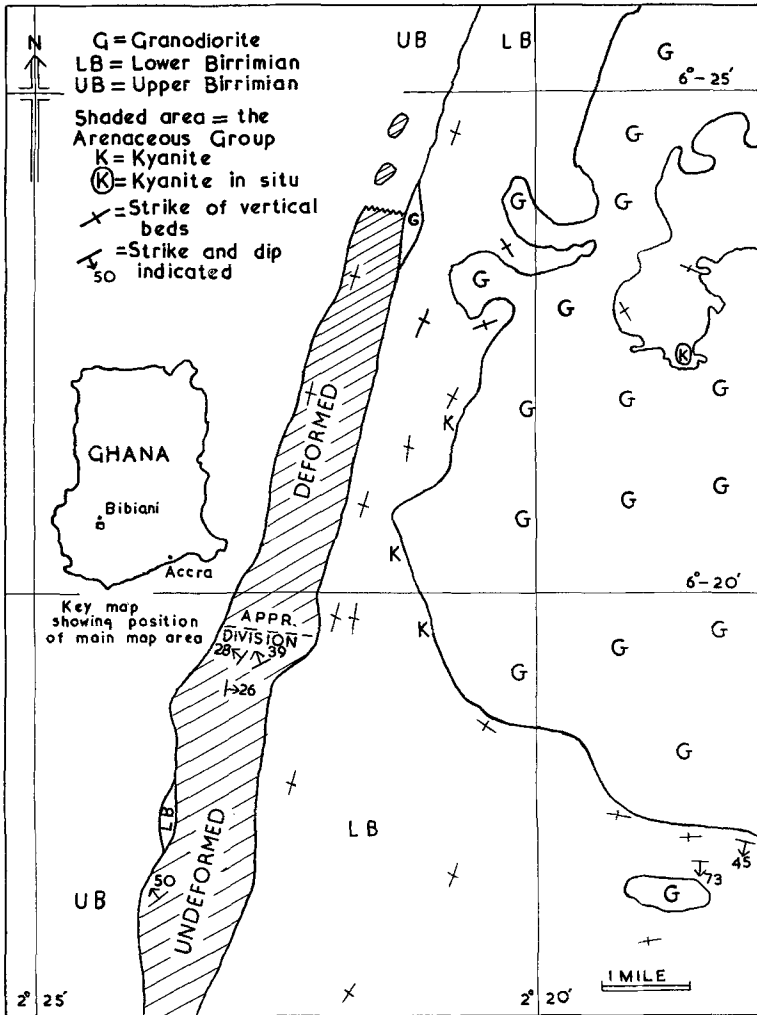 N
G = Granodiorite
LB = Lower Birrimian
UB = Upper Birrimian
Shaded area = the
Arenaceous Group
K = Kyanite
K = Kyanite in situ
= Strike of vertical
beds
= Strike and dip
indicated
50
UB
LB
G
6° - 25'
G
G
G
G
G
G
K
GHANA
Bibiani
Accra
Key map
showing position
of main map area
DEFORMED
K
G
G
G
G
G
G
K
6° - 20'
APPR.
DIVISION
28
39
26
K
G
G
G
G
LB
LB
50
UB
UNDEFORMED
45
73
G
1 MILE
2° 25'
2° 20'